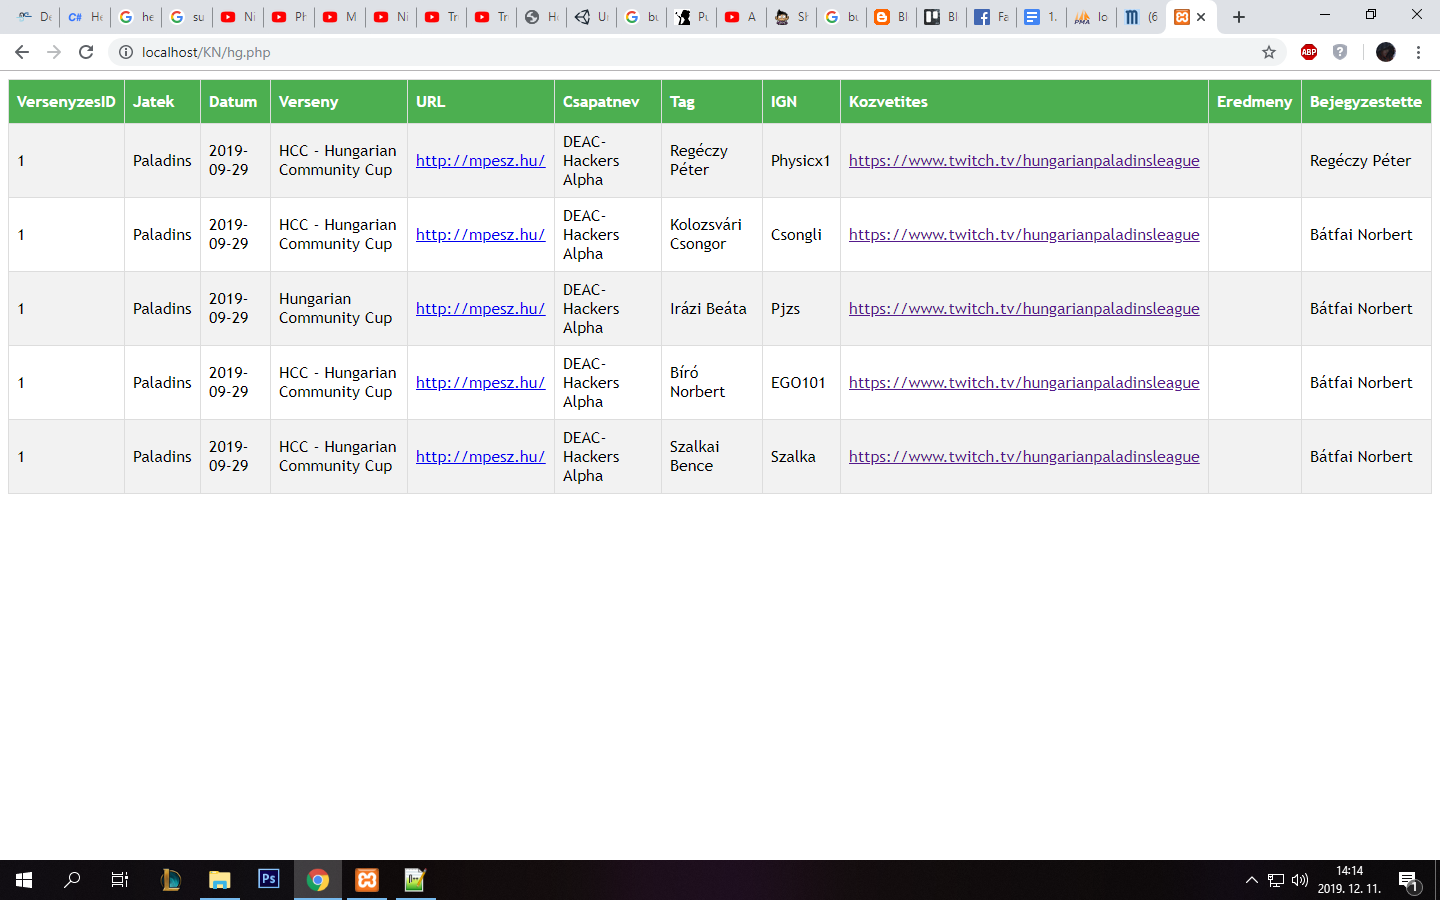 De
He
he
su
Ni
Ph
M
Ni
Tr
Tr
He
Un
bu
Pu
A
Sh
bu
Bl
Bl
Fa
1.
lo
(6
localhost/KN/hg.php
ABP
VersenyzesID Jatek Datum Verseny URL Csapatnev Tag IGN Kozvetites Eredmeny Bejegyzestette
1 Paladins 2019-
09-29 HCC - Hungarian
Community Cup http://mpesz.hu/ DEAC-
Hackers
Alpha Regéczy
Péter Physicx1 https://www.twitch.tv/hungarianpaladinsleague Regéczy Péter
1 Paladins 2019-
09-29 HCC - Hungarian
Community Cup http://mpesz.hu/ DEAC-
Hackers
Alpha Kolozsvári
Csongor Csongli https://www.twitch.tv/hungarianpaladinsleague Bátfai Norbert
1 Paladins 2019-
09-29 Hungarian
Community Cup http://mpesz.hu/ DEAC-
Hackers
Alpha Irázi Beáta Pjzs https://www.twitch.tv/hungarianpaladinsleague Bátfai Norbert
1 Paladins 2019-
09-29 HCC - Hungarian
Community Cup http://mpesz.hu/ DEAC-
Hackers
Alpha Bíró
Norbert EGO101 https://www.twitch.tv/hungarianpaladinsleague Bátfai Norbert
1 Paladins 2019-
09-29 HCC - Hungarian
Community Cup http://mpesz.hu/ DEAC-
Hackers
Alpha Szalkai
Bence Szalka https://www.twitch.tv/hungarianpaladinsleague Bátfai Norbert
Ps
14:14
2019. 12. 11.
1